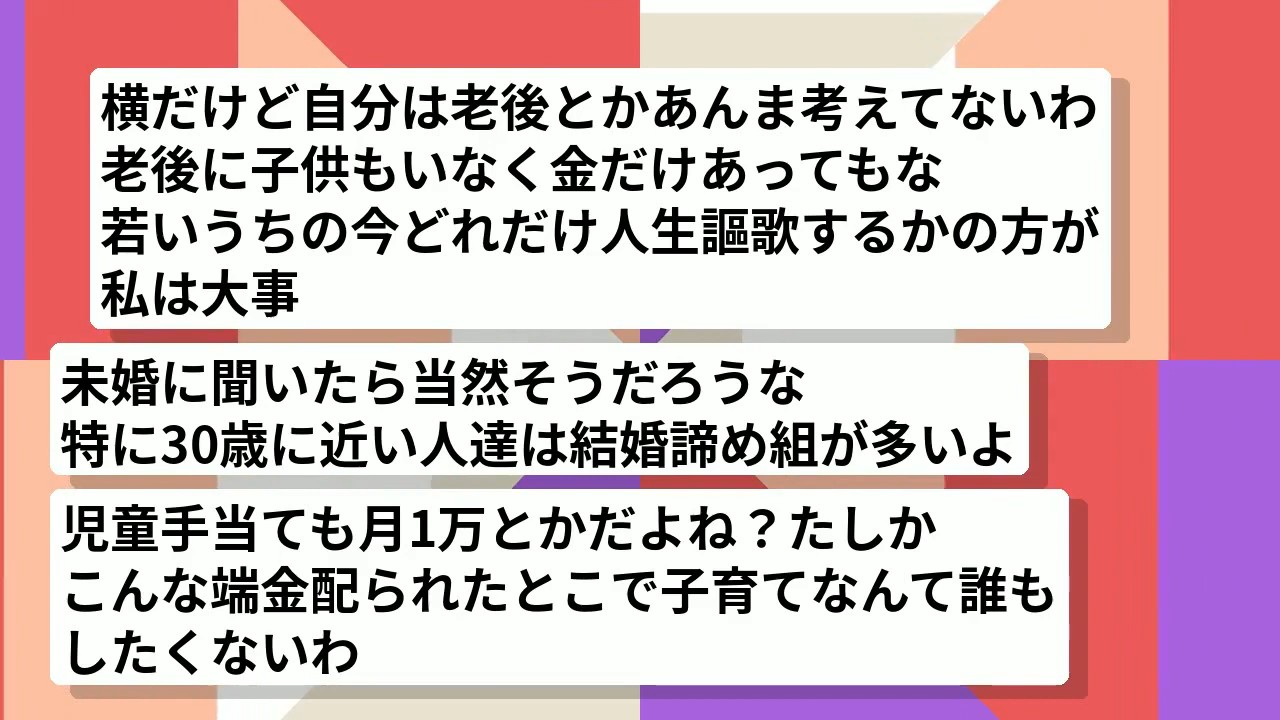 横だけど自分は老後とかあんま考えてないわ
老後に子供もいなく金だけあってもな
若いうちの今どれだけ人生謳歌するかの方が
私は大事
未婚に聞いたら当然そうだろうな
特に30歳に近い人達は結婚諦め組が多いよ
児童手当ても月1万とかだよね？たしか
こんな端金配られたとこで子育てなんて誰も
したくないわ